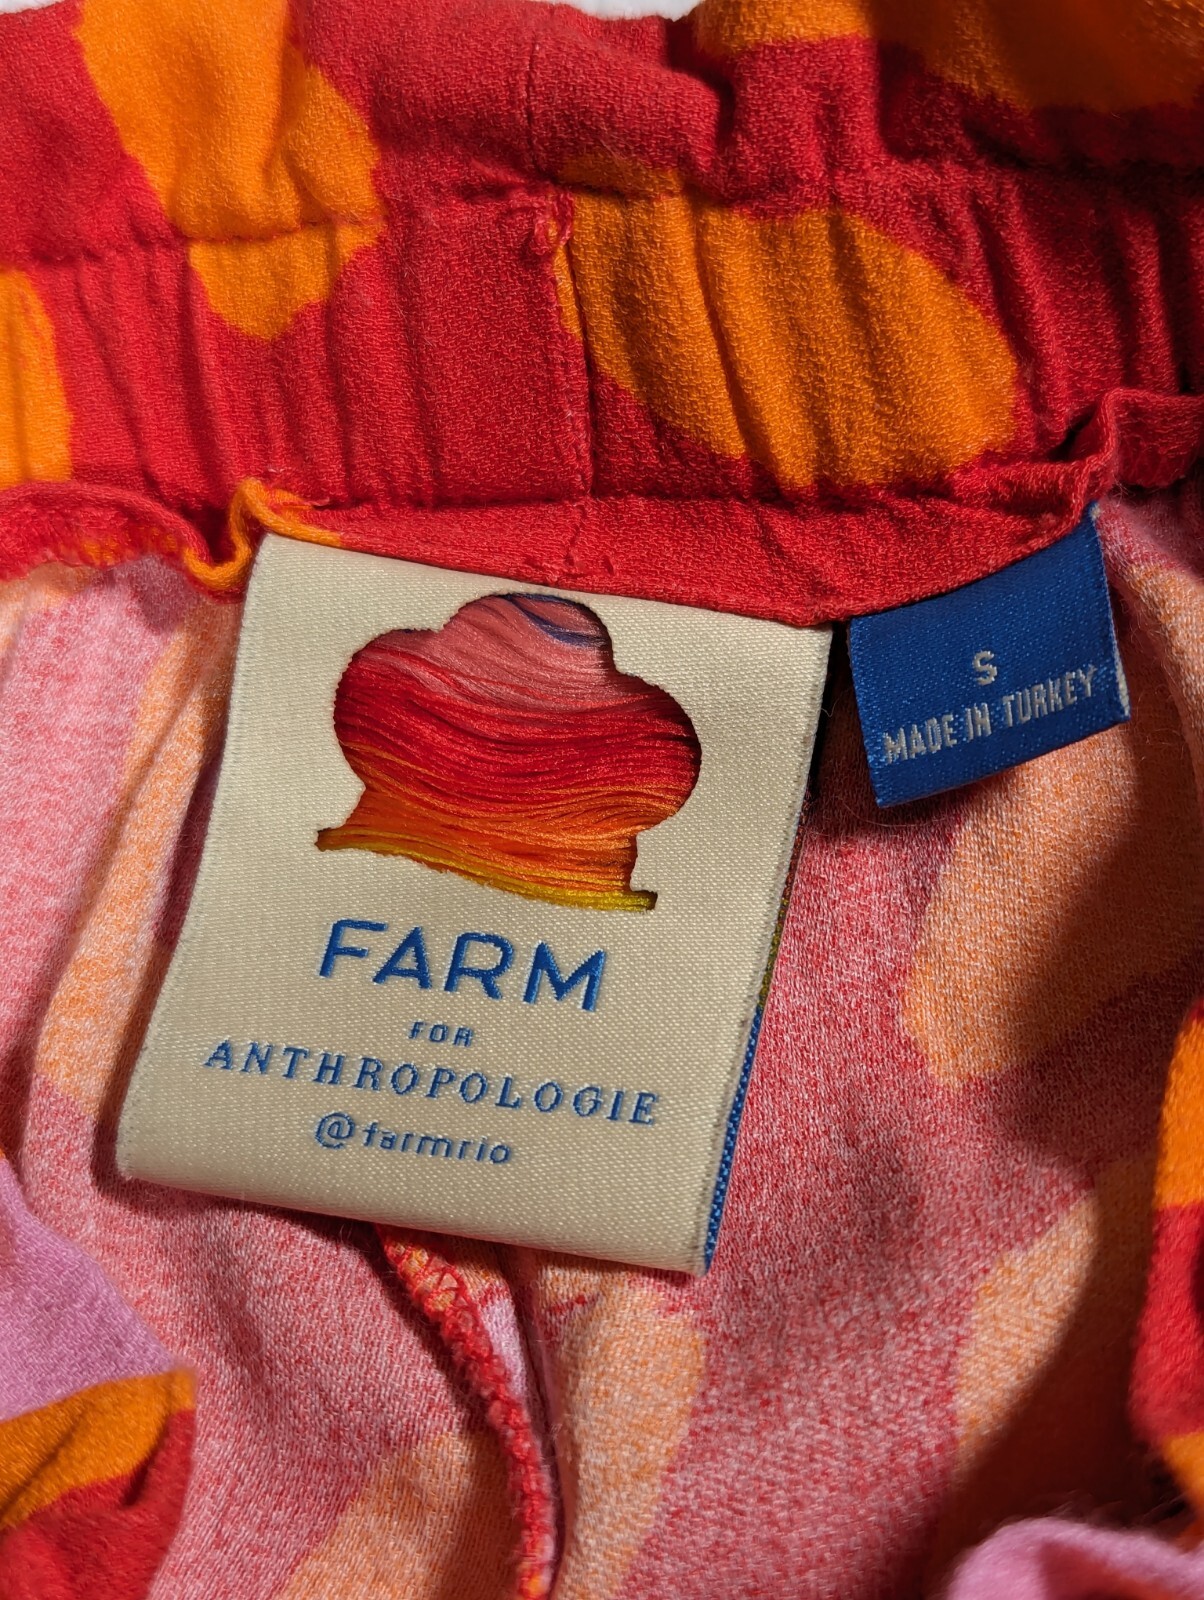 FARM
FOR
ANTHROPOLOGIE
@farmrio
S
MADE IN TURKEY